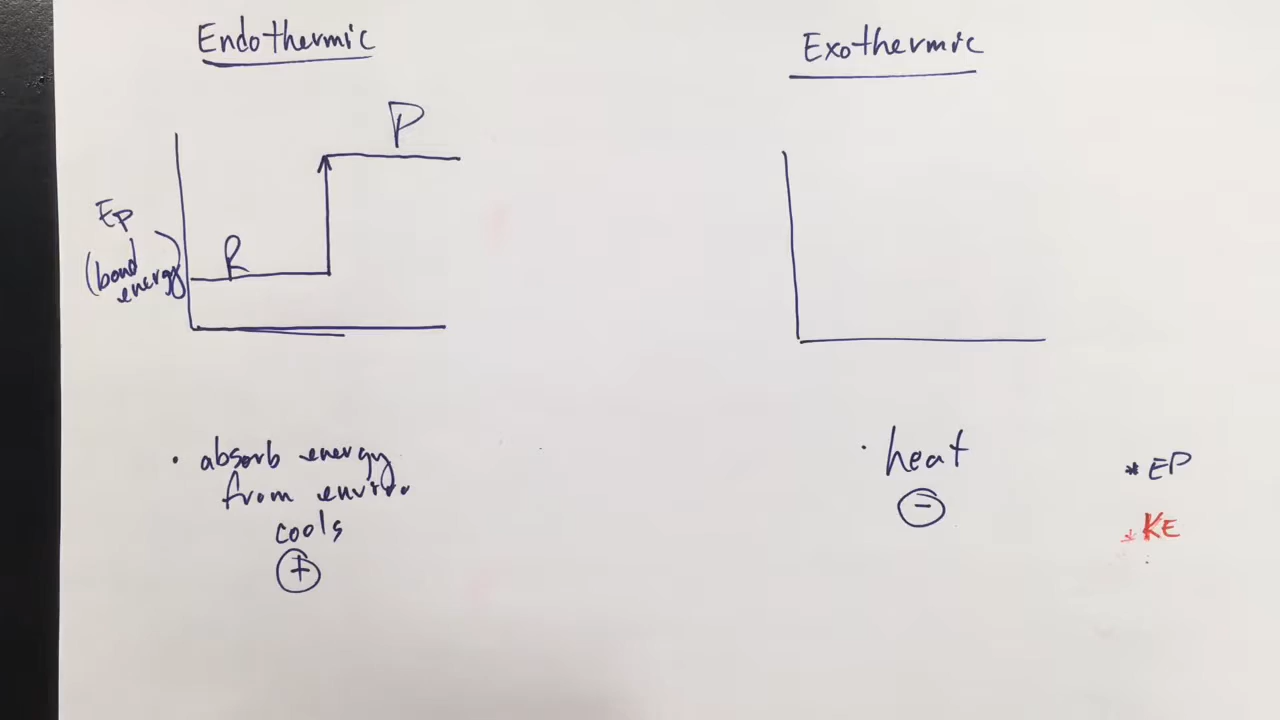 Endothermic
Exothermic
P
Ep
(bond
energy
R
• absorb energy
from enviro.
cools
+
• heat
-
* EP
* KE